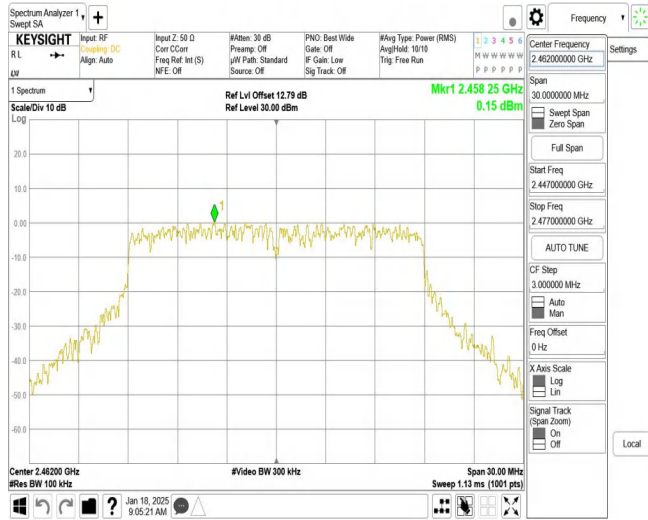 Spectrum Analyzer 1
Swept SA
+
Frequency
KEYSIGHT
RL
Input: RF
Coupling: DC
Align: Auto
Input Z: 50 Ω
Corr CCorr
Freq Ref: Int (S)
NFE: Off
#Atten: 30 dB
Preamp: Off
µW Path: Standard
Source: Off
PNO: Best Wide
Gate: Off
IF Gain: Low
Sig Track: Off
#Avg Type: Power (RMS)
Avg|Hold: 10/10
Trig: Free Run
1 2 3 4 5 6
M W W W W W
P P P P P P
1 Spectrum
Scale/Div 10 dB
Log
Ref Lvl Offset 12.79 dB
Ref Level 30.00 dBm
Mkr1 2.458 25 GHz
0.15 dBm
20.0
10.0
0.00
-10.0
-20.0
-30.0
-40.0
-50.0
-60.0
1
Center 2.46200 GHz
#Res BW 100 kHz
#Video BW 300 kHz
Span 30.00 MHz
Sweep 1.13 ms (1001 pts)
Jan 18, 2025
9:05:21 AM
?
Center Frequency
2.462000000 GHz
Settings
Span
30.0000000 MHz
Swept Span
Zero Span
Full Span
Start Freq
2.447000000 GHz
Stop Freq
2.477000000 GHz
AUTO TUNE
CF Step
3.000000 MHz
Auto
Man
Freq Offset
0 Hz
X Axis Scale
Log
Lin
Signal Track
(Span Zoom)
On
Off
Local